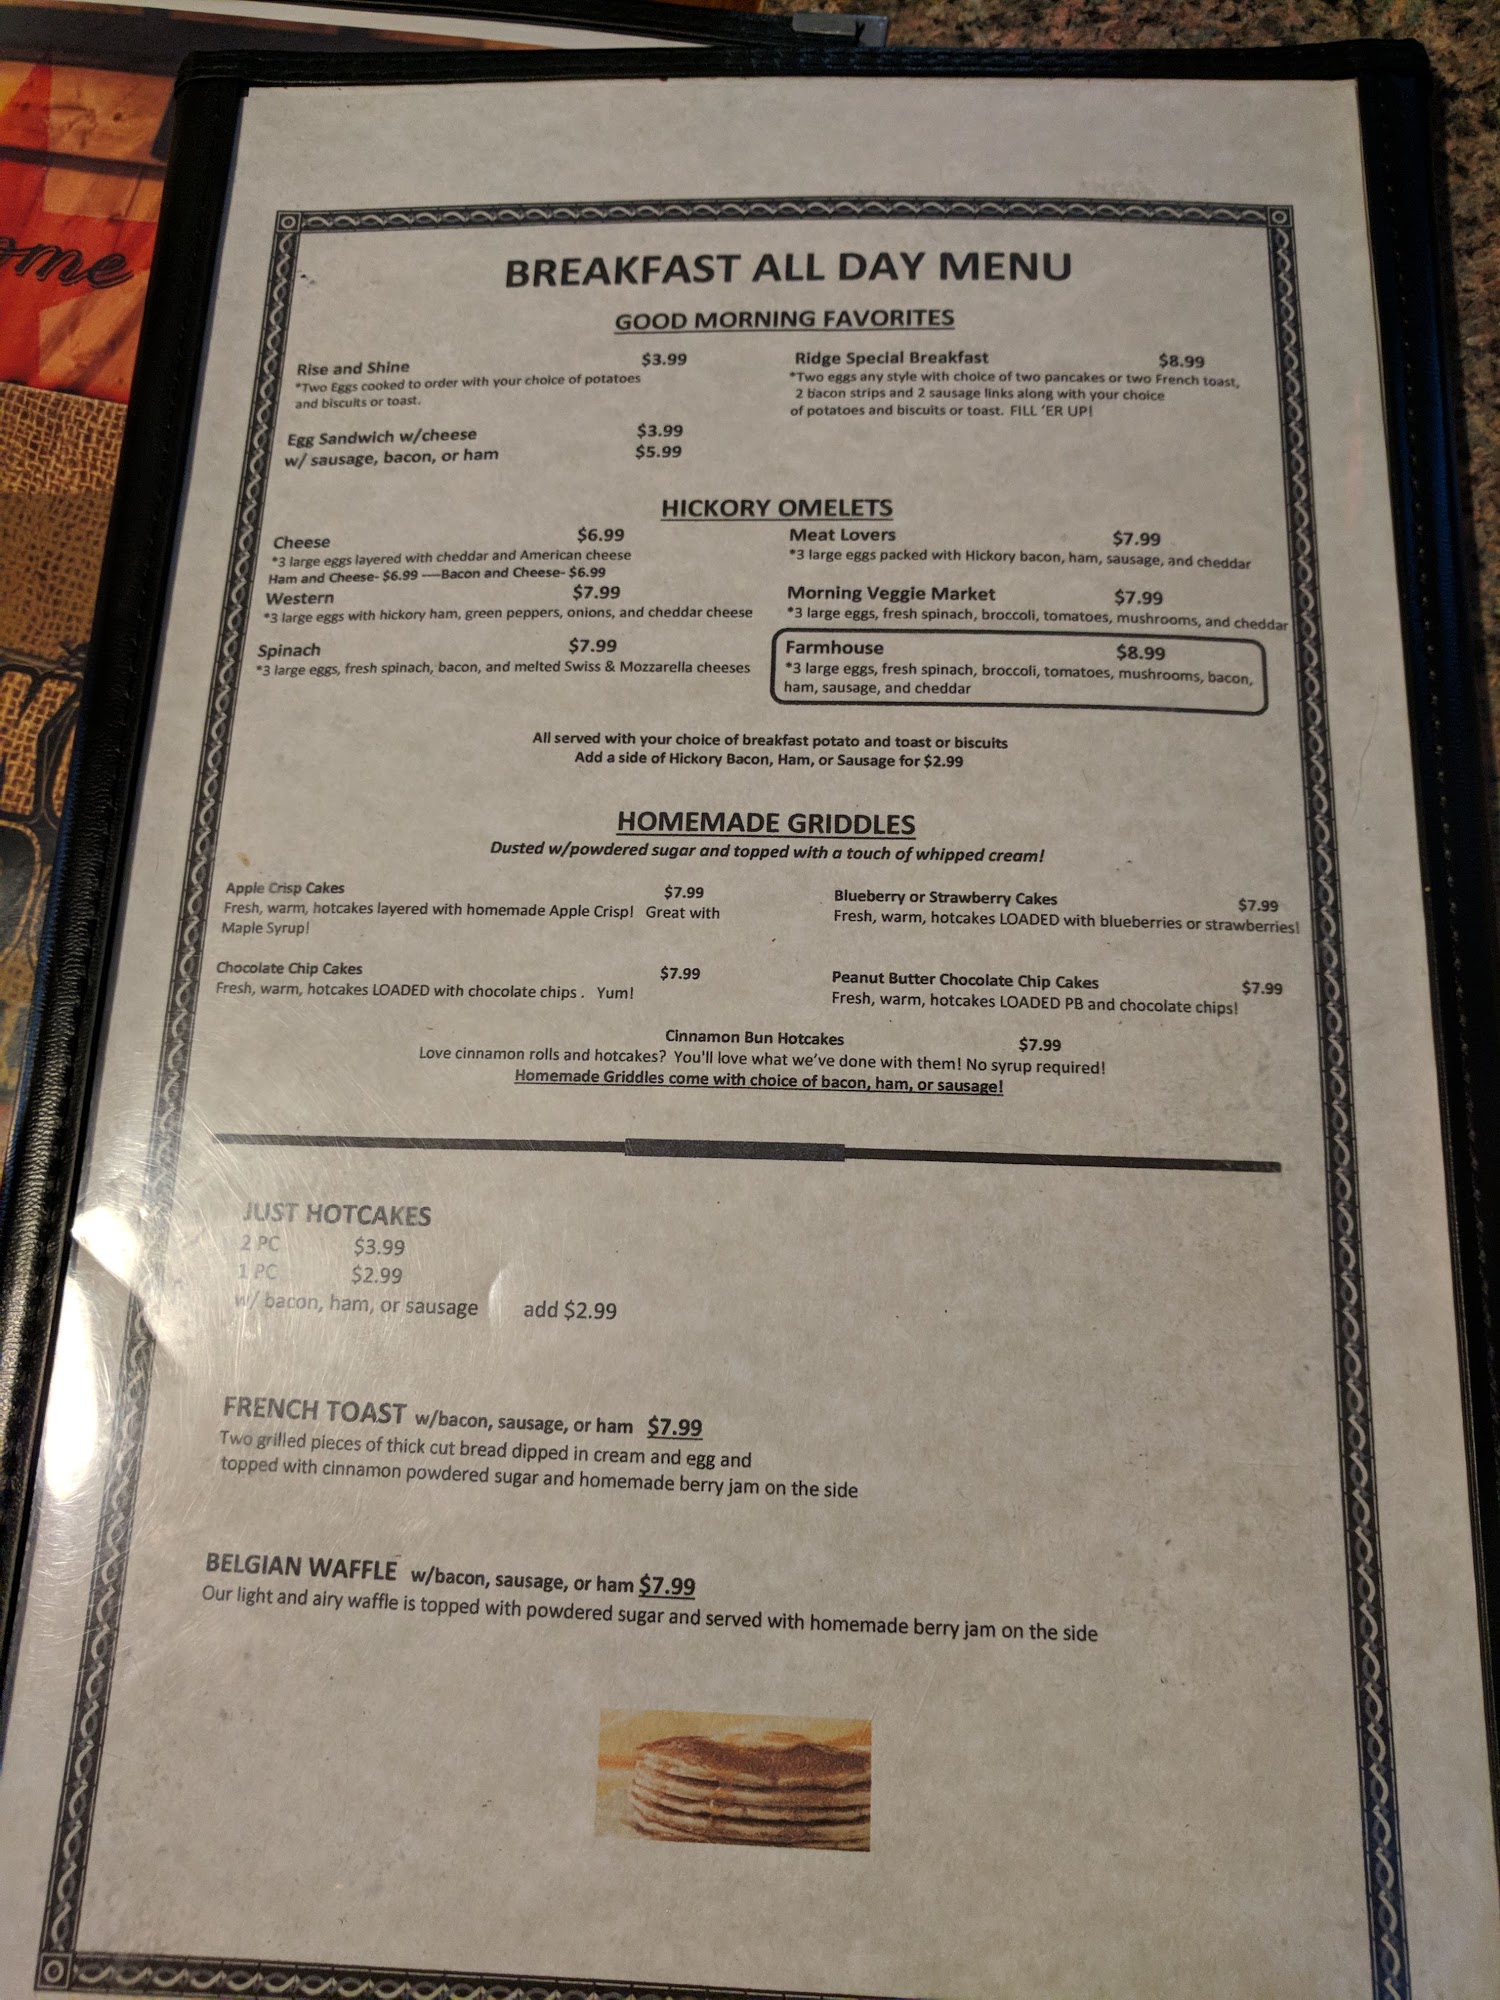 ome
BREAKFAST ALL DAY MENU
GOOD MORNING FAVORITES
Rise and Shine $3.99
*Two Eggs cooked to order with your choice of potatoes
and biscuits or toast.
Egg Sandwich w/cheese $3.99
w/ sausage, bacon, or ham $5.99
Ridge Special Breakfast $8.99
*Two eggs any style with choice of two pancakes or two French toast,
2 bacon strips and 2 sausage links along with your choice
of potatoes and biscuits or toast. FILL 'ER UP!
HICKORY OMELETS
Cheese $6.99
*3 large eggs layered with cheddar and American cheese
Ham and Cheese- $6.99 ----Bacon and Cheese- $6.99
Western $7.99
*3 large eggs with hickory ham, green peppers, onions, and cheddar cheese
Spinach $7.99
*3 large eggs, fresh spinach, bacon, and melted Swiss & Mozzarella cheeses
Meat Lovers $7.99
*3 large eggs packed with Hickory bacon, ham, sausage, and cheddar
Morning Veggie Market $7.99
*3 large eggs, fresh spinach, broccoli, tomatoes, mushrooms, and cheddar
Farmhouse $8.99
*3 large eggs, fresh spinach, broccoli, tomatoes, mushrooms, bacon,
ham, sausage, and cheddar
All served with your choice of breakfast potato and toast or biscuits
Add a side of Hickory Bacon, Ham, or Sausage for $2.99
HOMEMADE GRIDDLES
Dusted w/powdered sugar and topped with a touch of whipped cream!
Apple Crisp Cakes $7.99
Fresh, warm, hotcakes layered with homemade Apple Crisp! Great with
Maple Syrup!
Blueberry or Strawberry Cakes $7.99
Fresh, warm, hotcakes LOADED with blueberries or strawberries!
Chocolate Chip Cakes $7.99
Fresh, warm, hotcakes LOADED with chocolate chips . Yum!
Peanut Butter Chocolate Chip Cakes $7.99
Fresh, warm, hotcakes LOADED PB and chocolate chips!
Cinnamon Bun Hotcakes $7.99
Love cinnamon rolls and hotcakes? You'll love what we've done with them! No syrup required!
Homemade Griddles come with choice of bacon, ham, or sausage!
JUST HOTCAKES
2 PC $3.99
1 PC $2.99
w/ bacon, ham, or sausage add $2.99
FRENCH TOAST w/bacon, sausage, or ham $7.99
Two grilled pieces of thick cut bread dipped in cream and egg and
topped with cinnamon powdered sugar and homemade berry jam on the side
BELGIAN WAFFLE w/bacon, sausage, or ham $7.99
Our light and airy waffle is topped with powdered sugar and served with homemade berry jam on the side